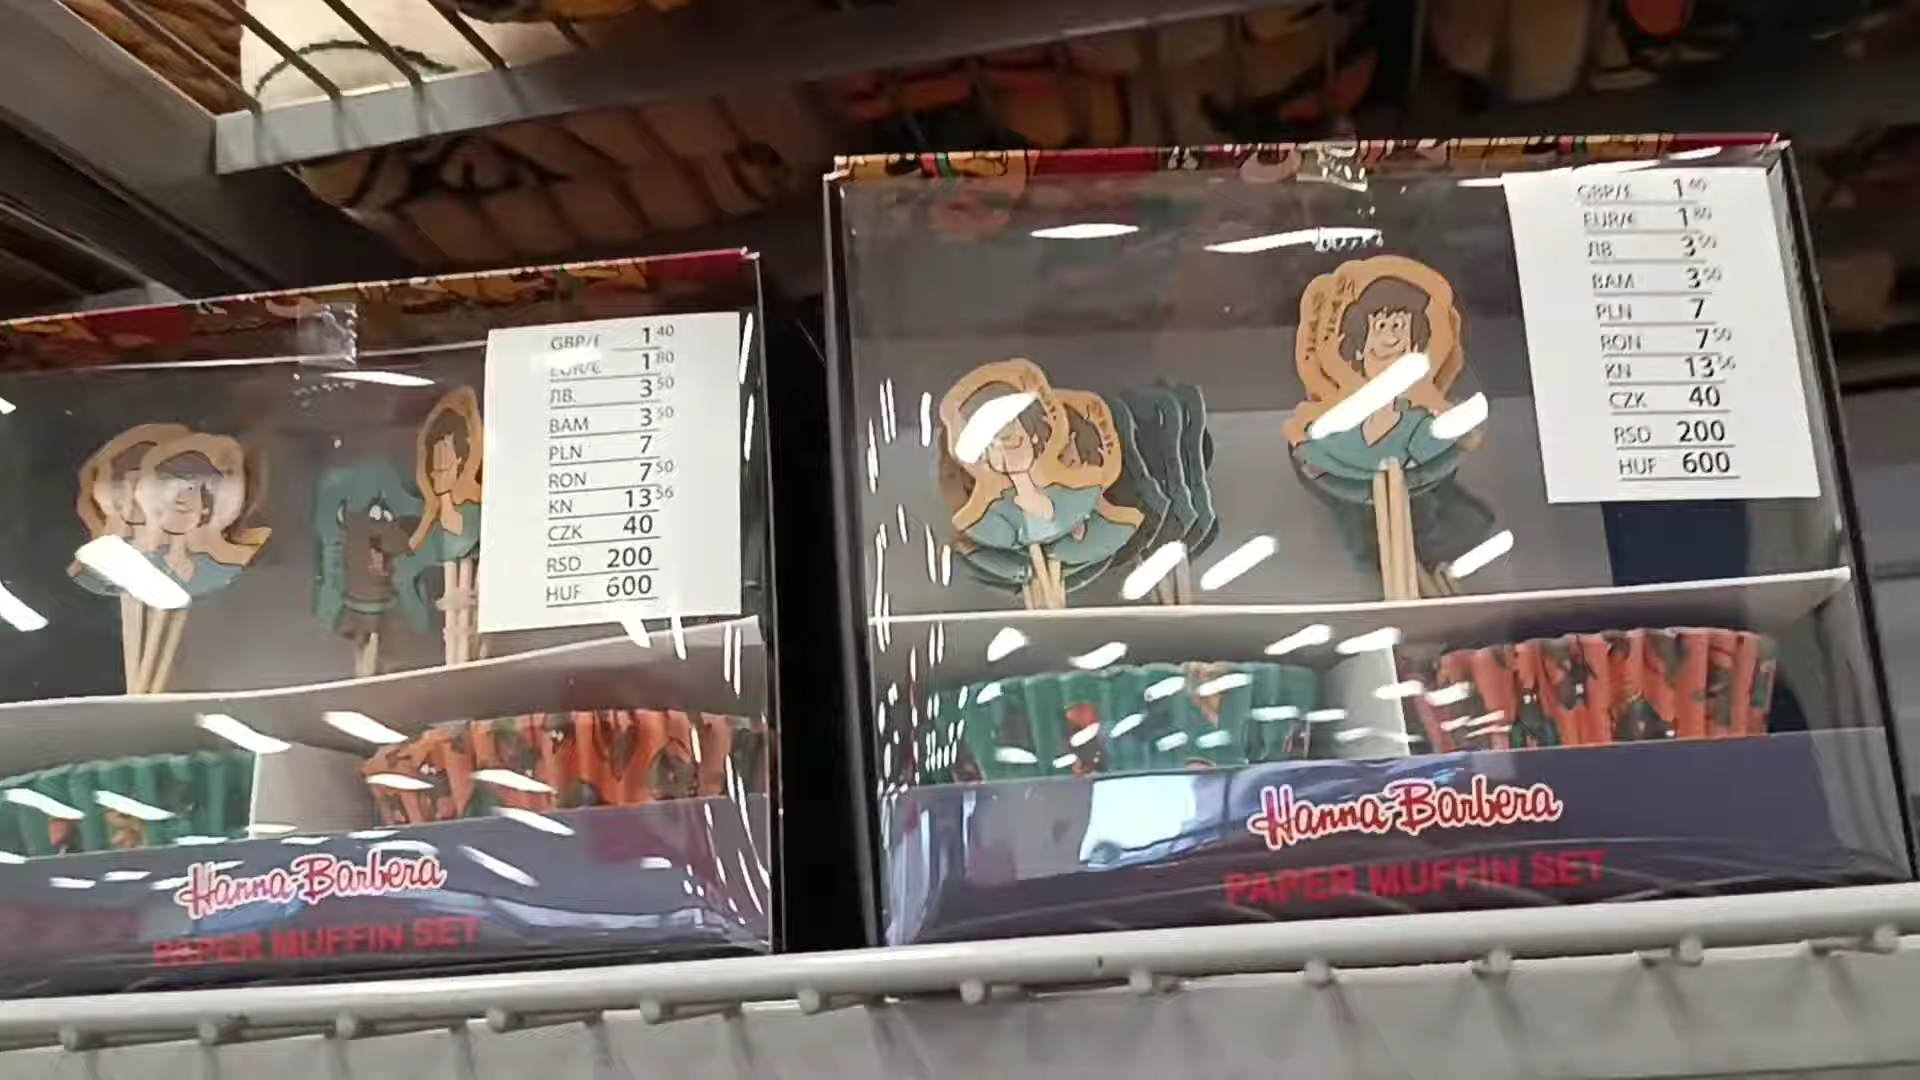 GBP/£ 1 40
EUR/€ 1 80
ЛВ. 3 50
BAM 3 50
PLN 7
RON 7 50
KN 13 56
CZK 40
RSD 200
HUF 600
Hanna-Barbera
PAPER MUFFIN SET
GBP/£ 1 40
EUR/€ 1 80
ЛВ. 3 50
BAM 3 50
PLN 7
RON 7 50
KN 13 56
CZK 40
RSD 200
HUF 600
Hanna-Barbera
PAPER MUFFIN SET